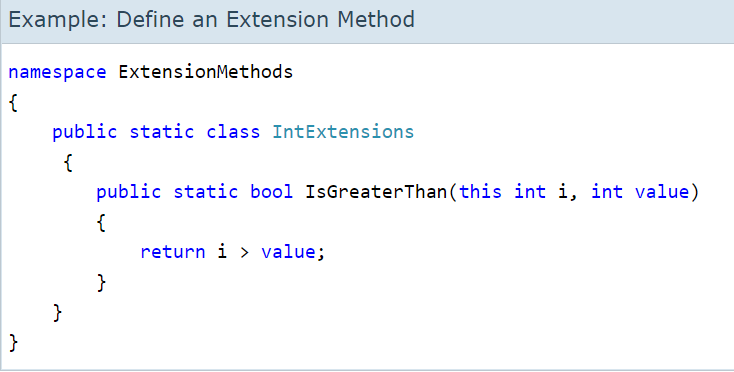 Example: Define an Extension Method
namespace ExtensionMethods
{
    public static class IntExtensions
     {
        public static bool IsGreaterThan(this int i, int value)
        {
            return i > value;
        }
    }
}